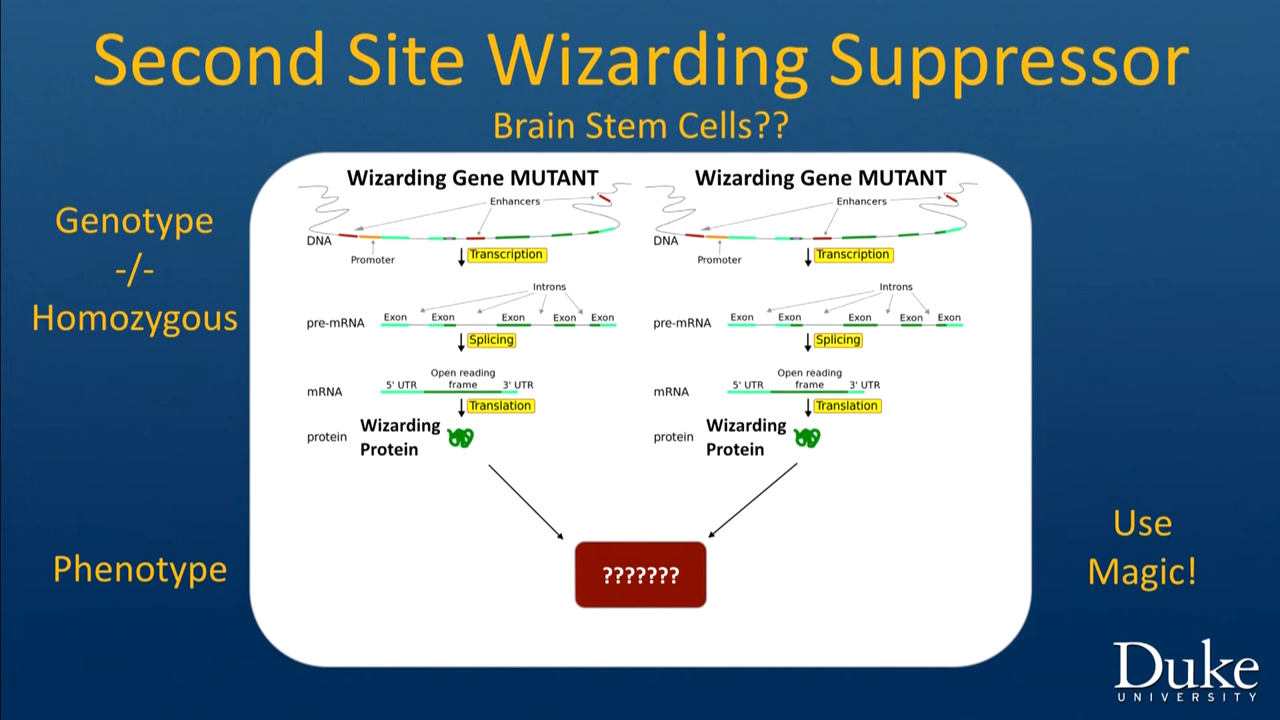 Second Site Wizarding Suppressor
Brain Stem Cells??
Genotype
-/-
Homozygous
Phenotype
Wizarding Gene MUTANT
Enhancers
DNA
Promoter
Transcription
Introns
pre-mRNA
Exon Exon Exon Exon Exon
Splicing
Open reading
5' UTR frame 3' UTR
mRNA
Translation
Wizarding
protein
Protein
Wizarding Gene MUTANT
Enhancers
DNA
Promoter
Transcription
Introns
pre-mRNA
Exon Exon Exon Exon Exon
Splicing
Open reading
5' UTR frame 3' UTR
mRNA
Translation
Wizarding
protein
Protein
???????
Use
Magic!
Duke
UNIVERSITY